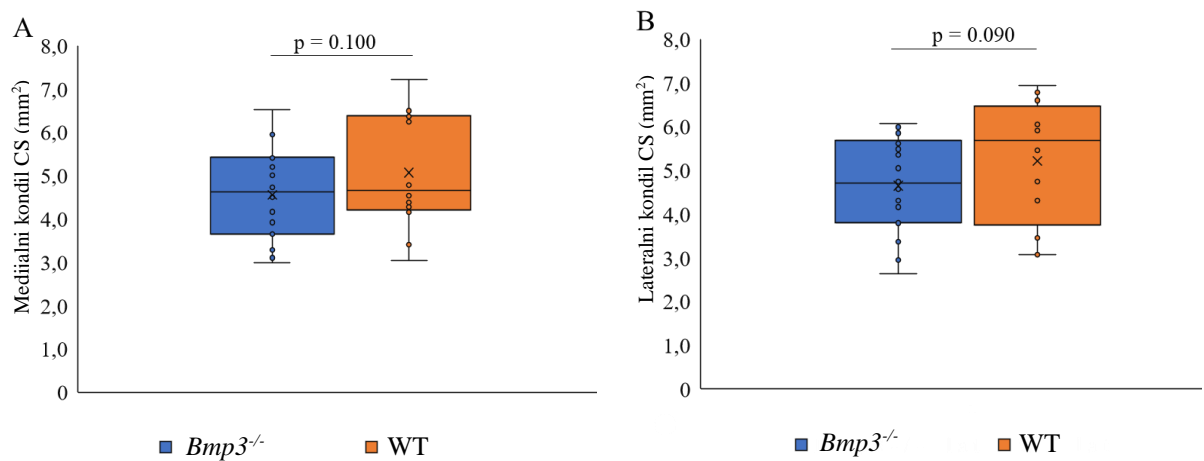 A
p = 0.100
Medijalni kondil CS (mm²)
8,0
7,0
6,0
5,0
4,0
3,0
2,0
1,0
0
Bmp3⁻/⁻
WT
B
p = 0.090
Lateralni kondil CS (mm²)
8,0
7,0
6,0
5,0
4,0
3,0
2,0
1,0
0
Bmp3⁻/⁻
WT